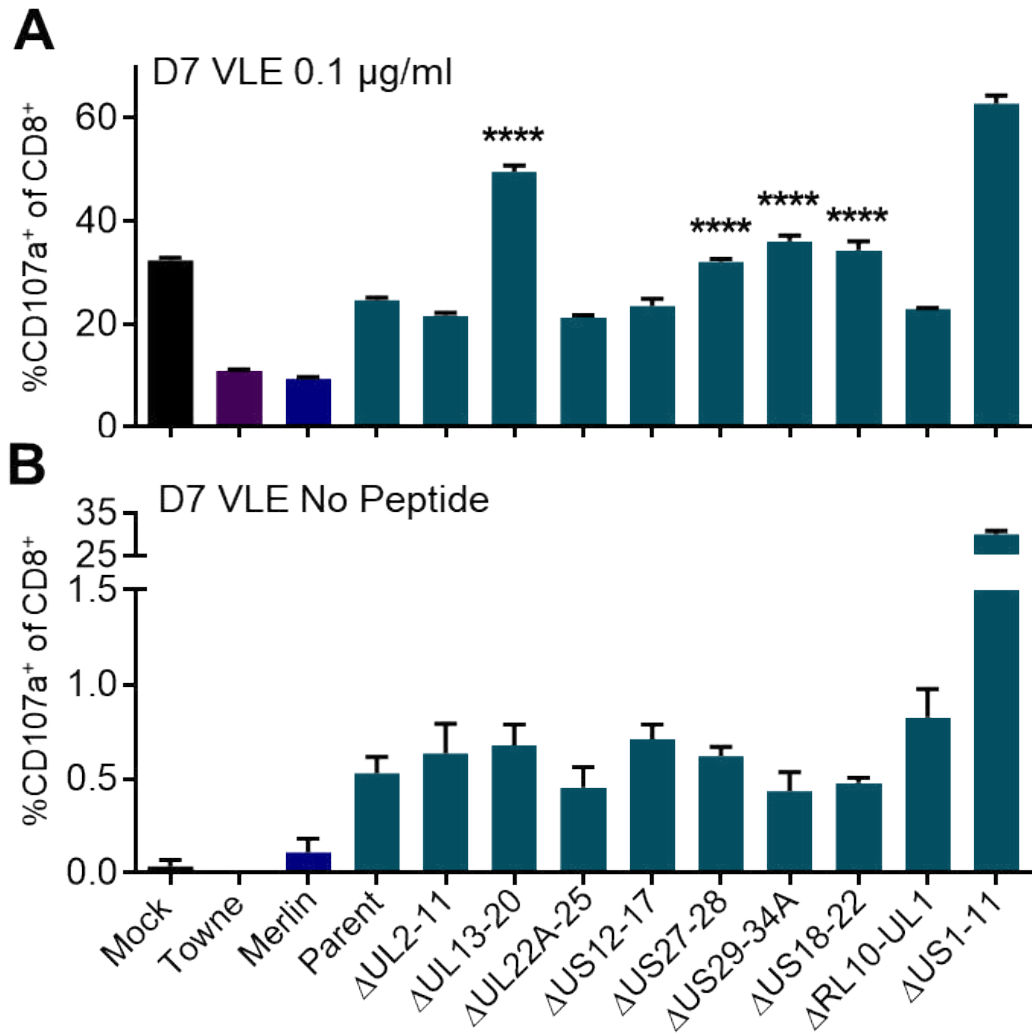 A
D7 VLE 0.1 µg/ml
%CD107a⁺ of CD8⁺
60
40
20
0
****
****
****
****
B
D7 VLE No Peptide
%CD107a⁺ of CD8⁺
35
25
1.5
1.0
0.5
0.0
Mock
Towne
Merlin
Parent
ΔUL2-11
ΔUL13-20
ΔUL22A-25
ΔUS12-17
ΔUS27-28
ΔUS29-34A
ΔUS18-22
ΔRL10-UL1
ΔUS1-11